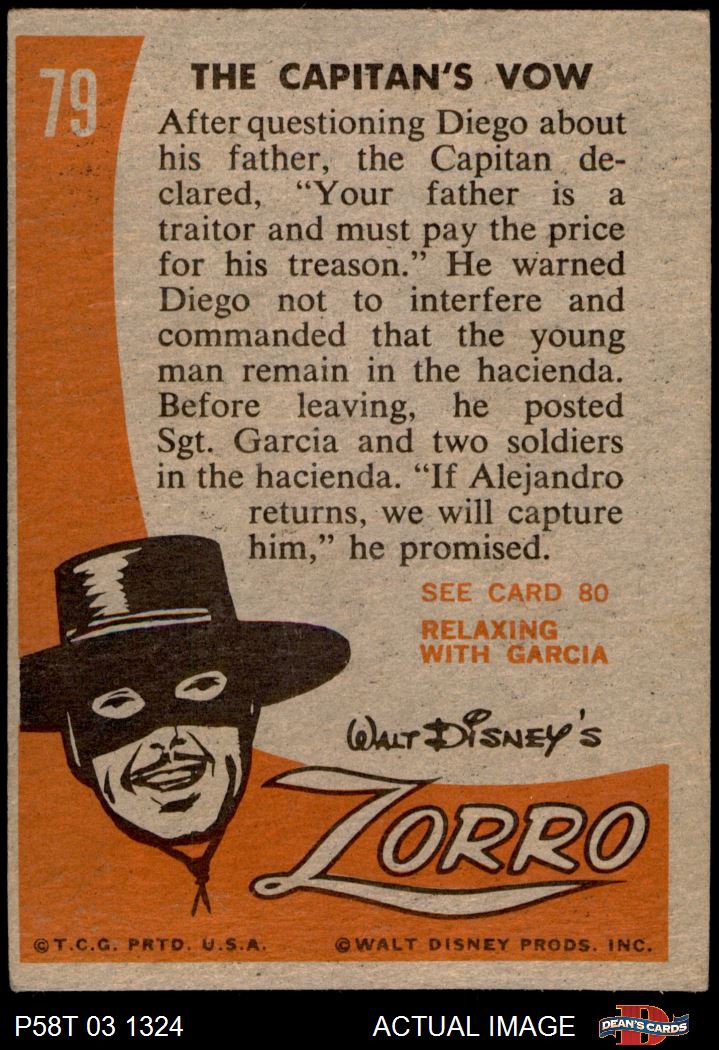 79
THE CAPITAN'S VOW
After questioning Diego about
his father, the Capitan de-
clared, “Your father is a
traitor and must pay the price
for his treason.” He warned
Diego not to interfere and
commanded that the young
man remain in the hacienda.
Before leaving, he posted
Sgt. Garcia and two soldiers
in the hacienda. “If Alejandro
returns, we will capture
him,” he promised.
SEE CARD 80
RELAXING
WITH GARCIA
WALT DISNEY'S
ZORRO
©T.C.G. PRTD. U.S.A.
©WALT DISNEY PRODS. INC.
P58T 03 1324
ACTUAL IMAGE
D
DEAN'S CARDS